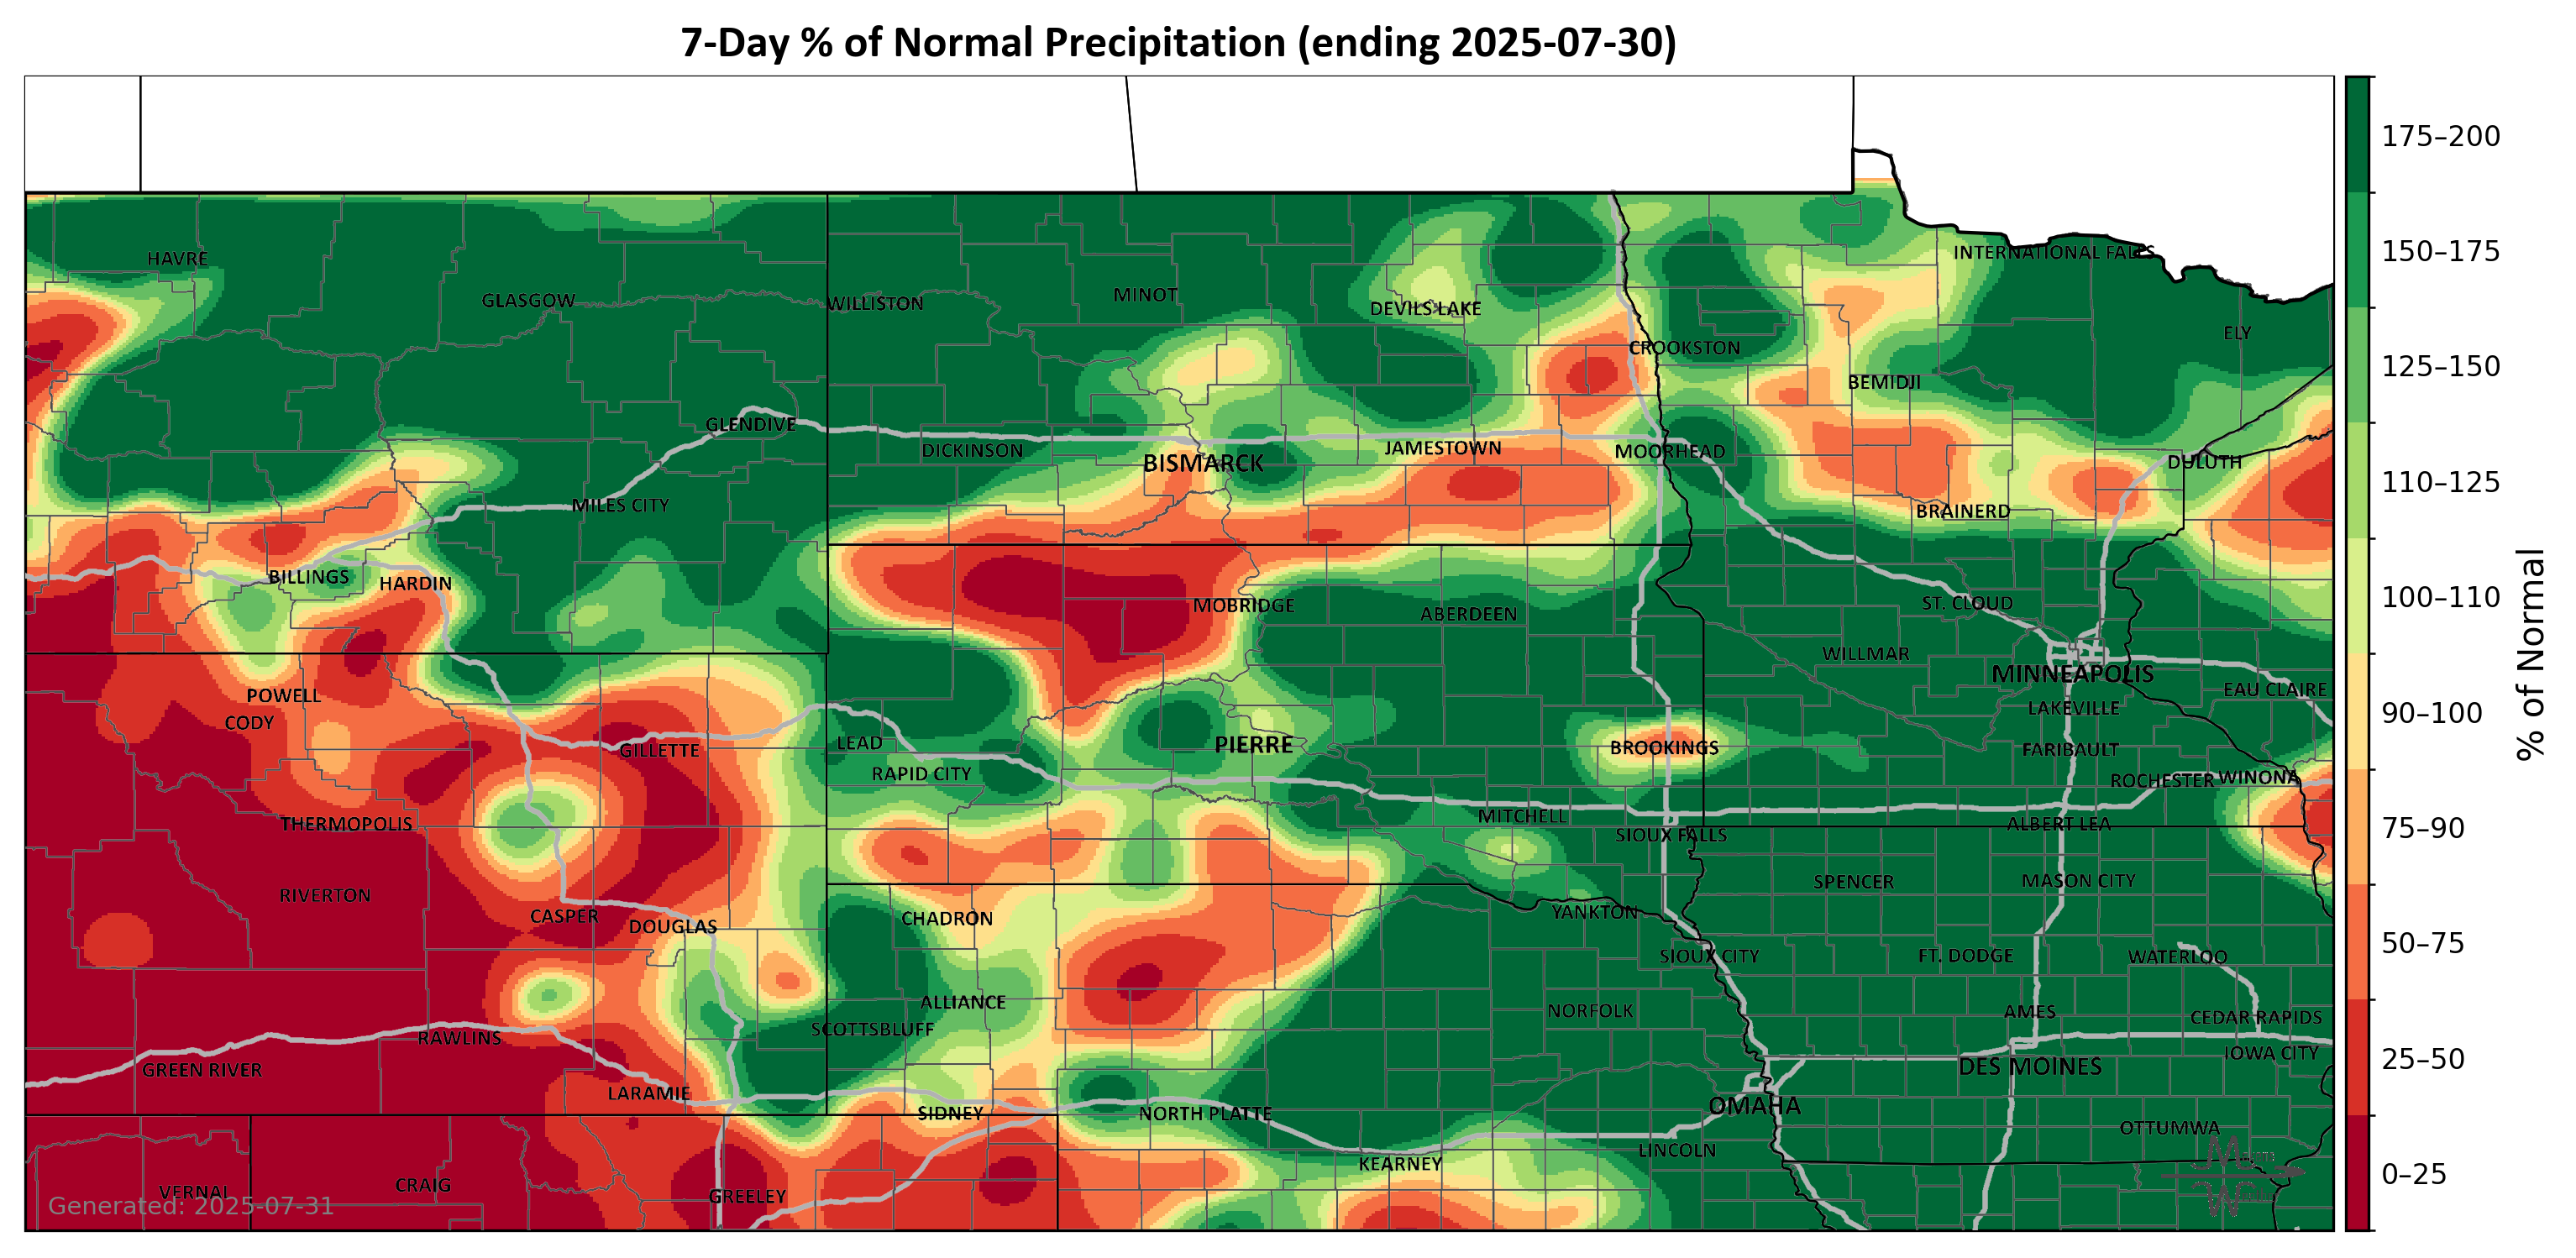 7-Day % of Normal Precipitation (ending 2025-07-30)
175–200
INTERNATIONAL FALLS
150–175
HAVRE
GLASGOW
WILLISTON
MINOT
DEVILS LAKE
ELY
CROOKSTON
125–150
BEMIDJI
GLENDIVE
DICKINSON
BISMARCK
JAMESTOWN
MOORHEAD
DULUTH
110–125
MILES CITY
BRAINERD
BILLINGS
HARDIN
MOBRIDGE
ABERDEEN
ST. CLOUD
100–110
WILLMAR
MINNEAPOLIS
EAU CLAIRE
POWELL
CODY
LAKEVILLE
90–100
% of Normal
GILLETTE
LEAD
PIERRE
BROOKINGS
FARIBAULT
RAPID CITY
ROCHESTER
WINONA
THERMOPOLIS
MITCHELL
SIOUX FALLS
ALBERT LEA
75–90
RIVERTON
SPENCER
MASON CITY
CASPER
DOUGLAS
CHADRON
YANKTON
50–75
SIOUX CITY
FT. DODGE
WATERLOO
ALLIANCE
NORFOLK
AMES
CEDAR RAPIDS
SCOTTSBLUFF
RAWLINS
IOWA CITY
25–50
GREEN RIVER
DES MOINES
LARAMIE
SIDNEY
NORTH PLATTE
OMAHA
OTTUMWA
LINCOLN
KEARNEY
0–25
VERNAL
CRAIG
GREELEY
Generated: 2025-07-31